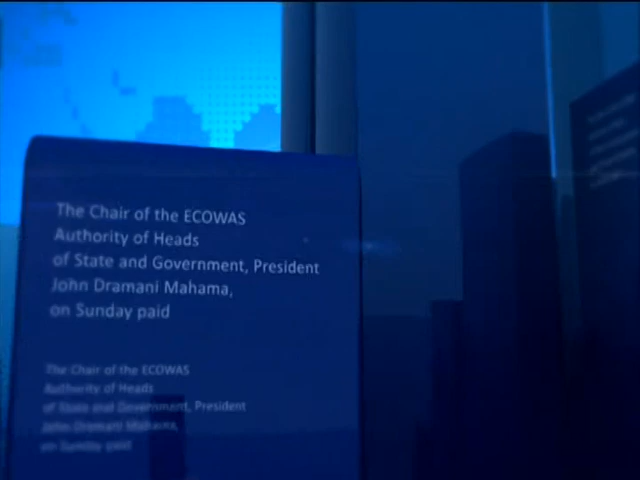 The Chair of the ECOWAS
Authority of Heads
of State and Government, President
John Dramani Mahama,
on Sunday paid
The Chair of the ECOWAS
Authority of Heads
of State and Government, President
John Dramani Mahama,
on Sunday paid